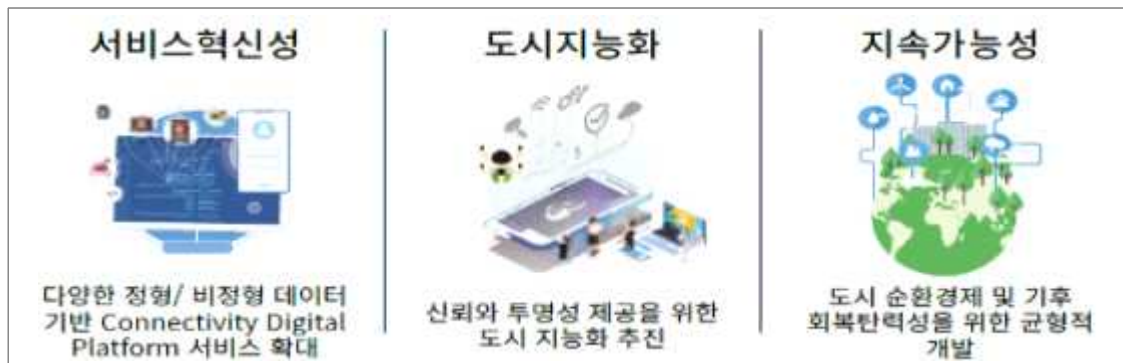 서비스혁신성
다양한 정형/ 비정형 데이터
기반 Connectivity Digital
Platform 서비스 확대
도시지능화
신뢰와 투명성 제공을 위한
도시 지능화 추진
지속가능성
도시 순환경제 및 기후
회복탄력성을 위한 균형적
개발